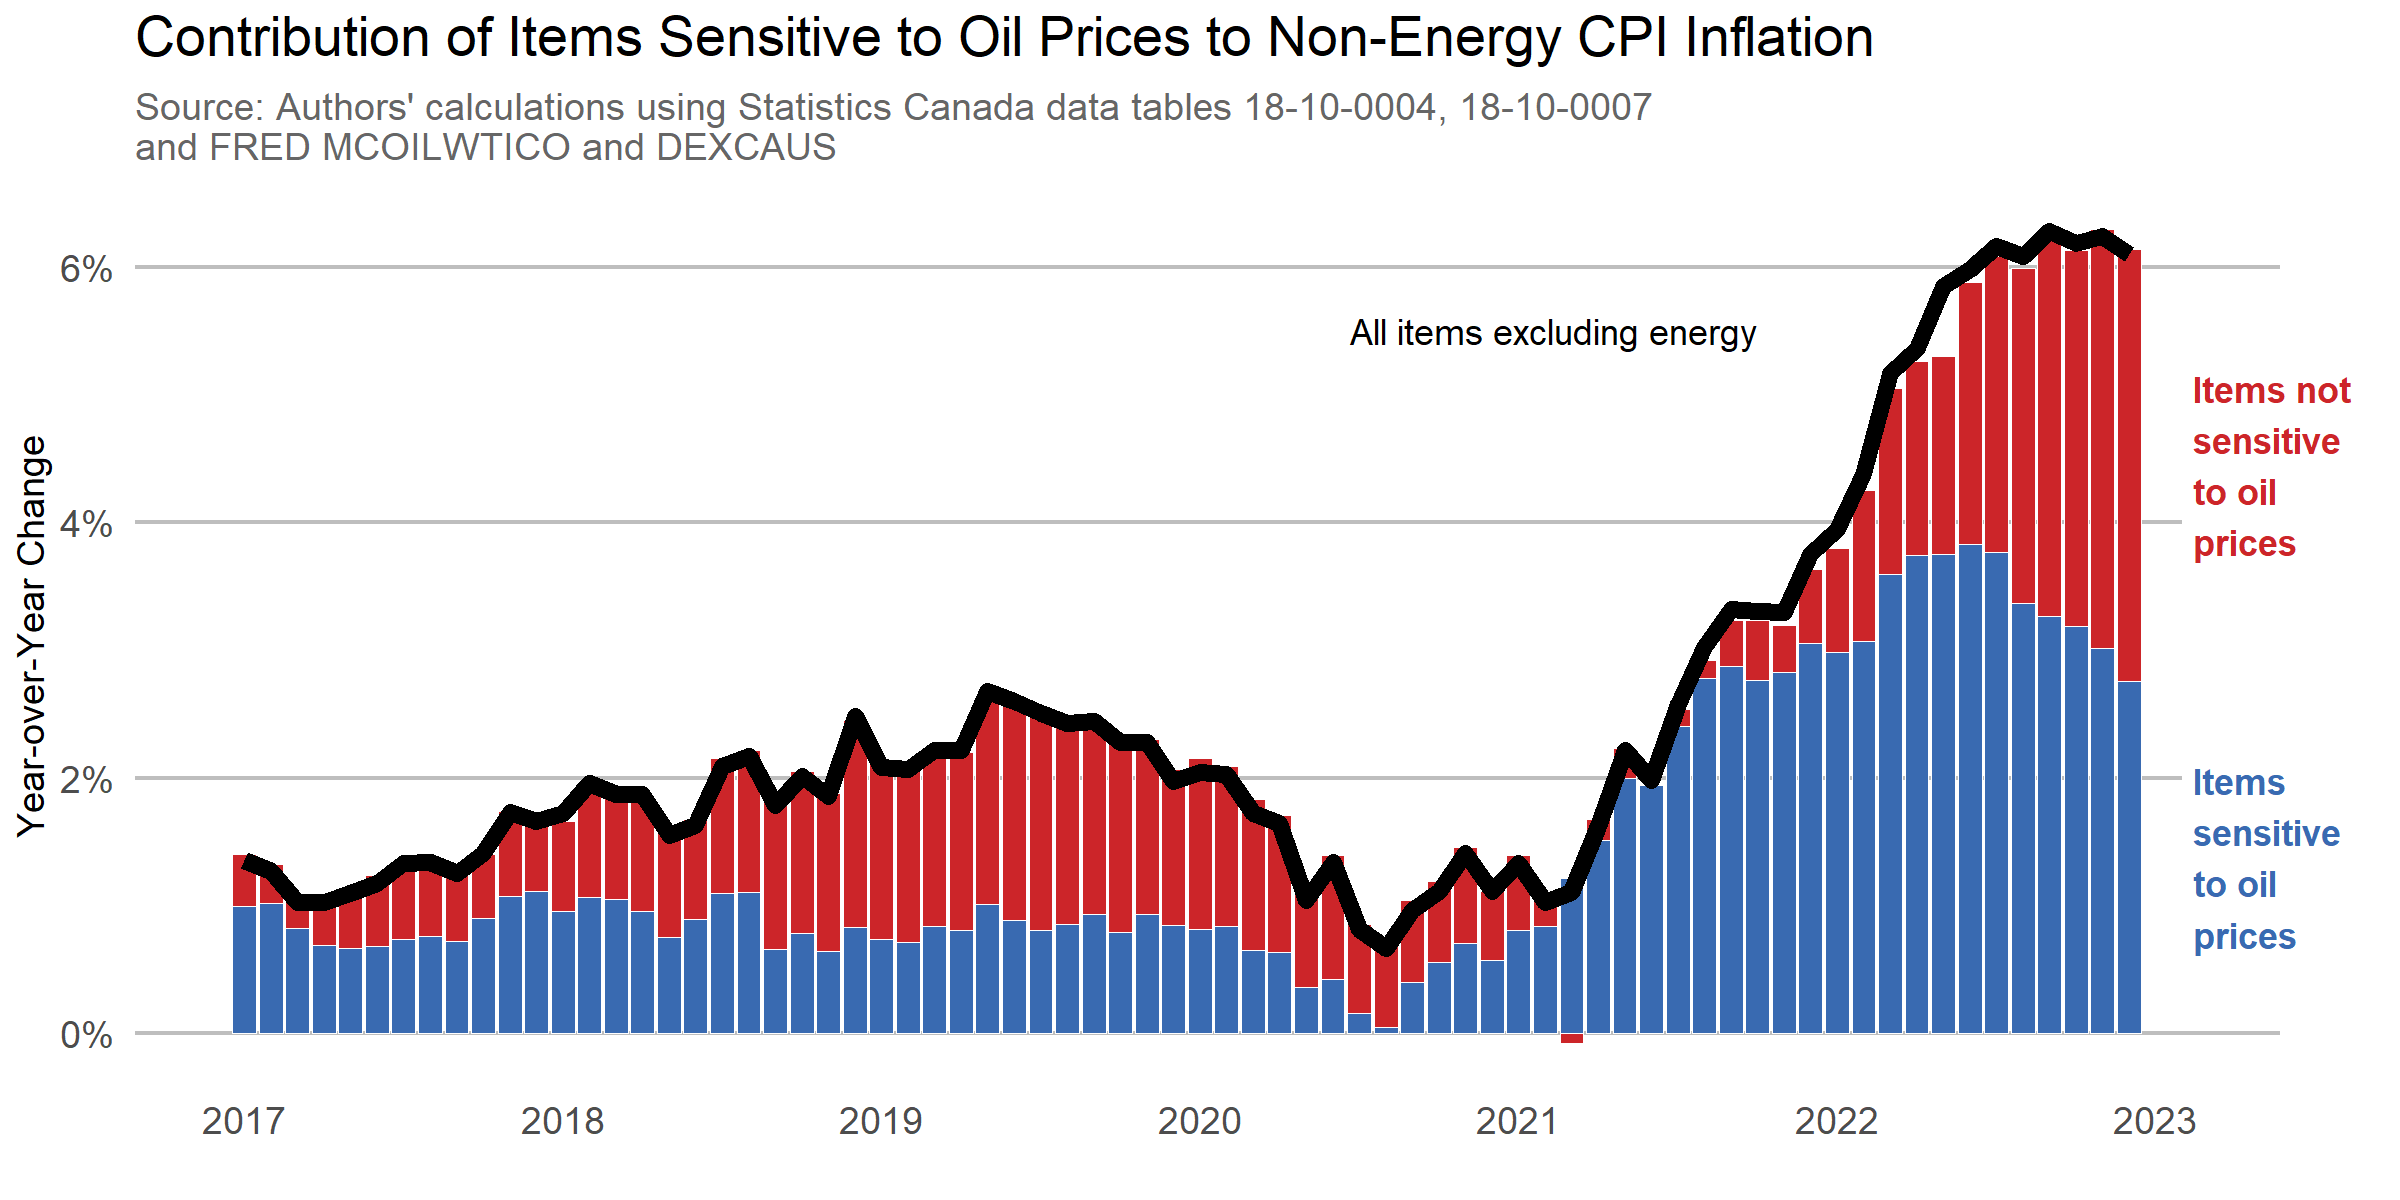 Contribution of Items Sensitive to Oil Prices to Non-Energy CPI Inflation
Source: Authors' calculations using Statistics Canada data tables 18-10-0004, 18-10-0007
and FRED MCOILWTICO and DEXCAUS
Year-over-Year Change
6%
4%
2%
0%
All items excluding energy
Items not
sensitive
to oil
prices
Items
sensitive
to oil
prices
2017
2018
2019
2020
2021
2022
2023